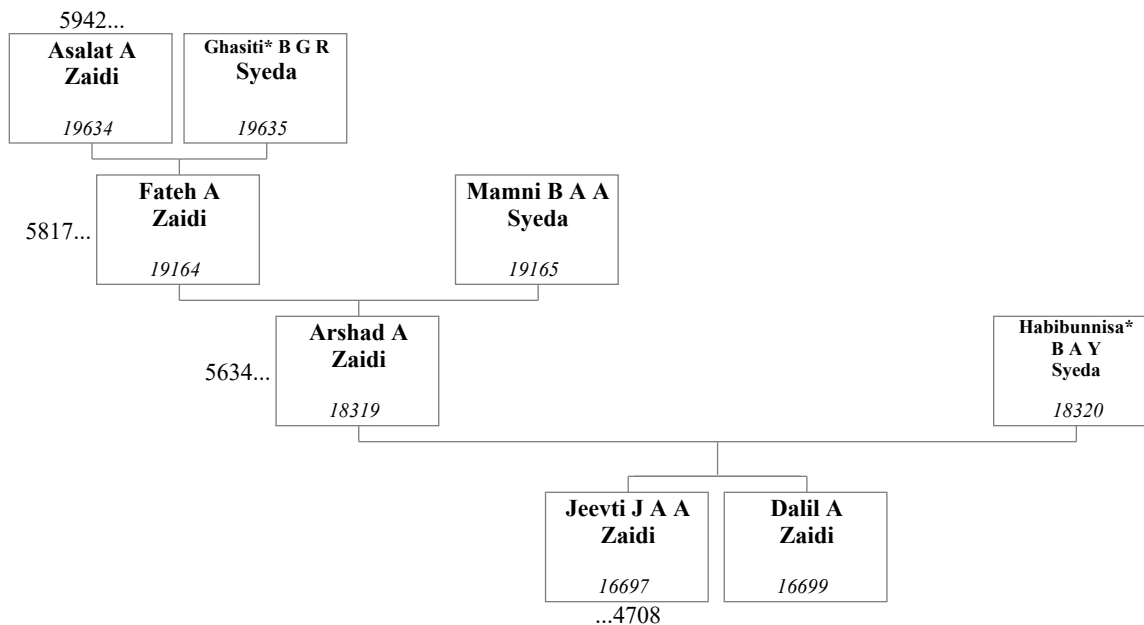 5942...
Asalat A
Zaidi
19634
Ghasiti* B G R
Syeda
19635
5817...
Fateh A
Zaidi
19164
Mamni B A A
Syeda
19165
5634...
Arshad A
Zaidi
18319
Habibunnisa*
B A Y
Syeda
18320
Jeevti J A A
Zaidi
16697
...4708
Dalil A
Zaidi
16699